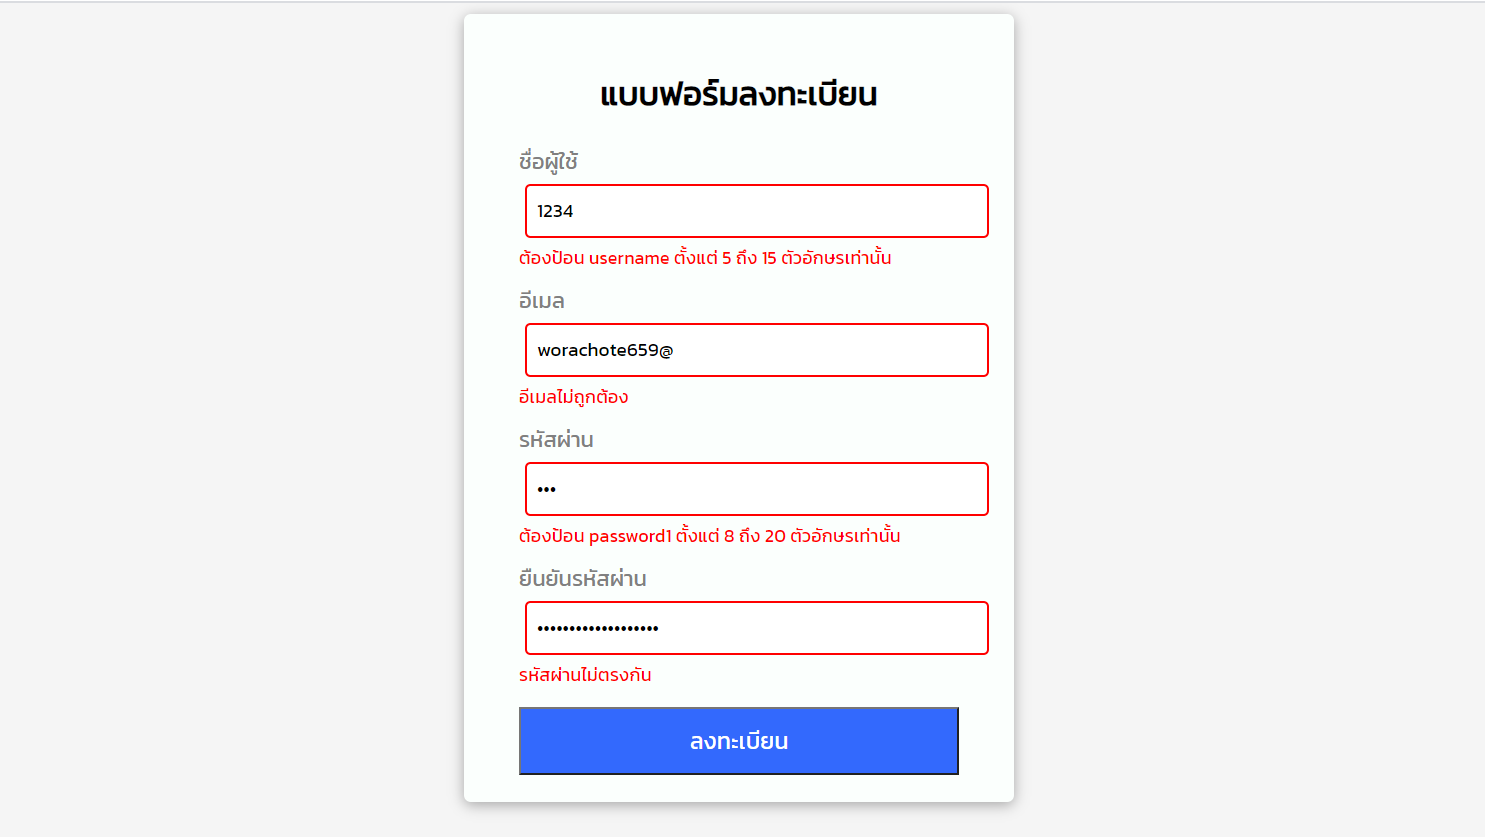 แบบฟอร์มลงทะเบียน
ชื่อผู้ใช้
1234
ต้องป้อน username ตั้งแต่ 5 ถึง 15 ตัวอักษรเท่านั้น
อีเมล
worachote659@
อีเมลไม่ถูกต้อง
รหัสผ่าน
•••
ต้องป้อน password1 ตั้งแต่ 8 ถึง 20 ตัวอักษรเท่านั้น
ยืนยันรหัสผ่าน
•••••••••••••••••••
รหัสผ่านไม่ตรงกัน
ลงทะเบียน